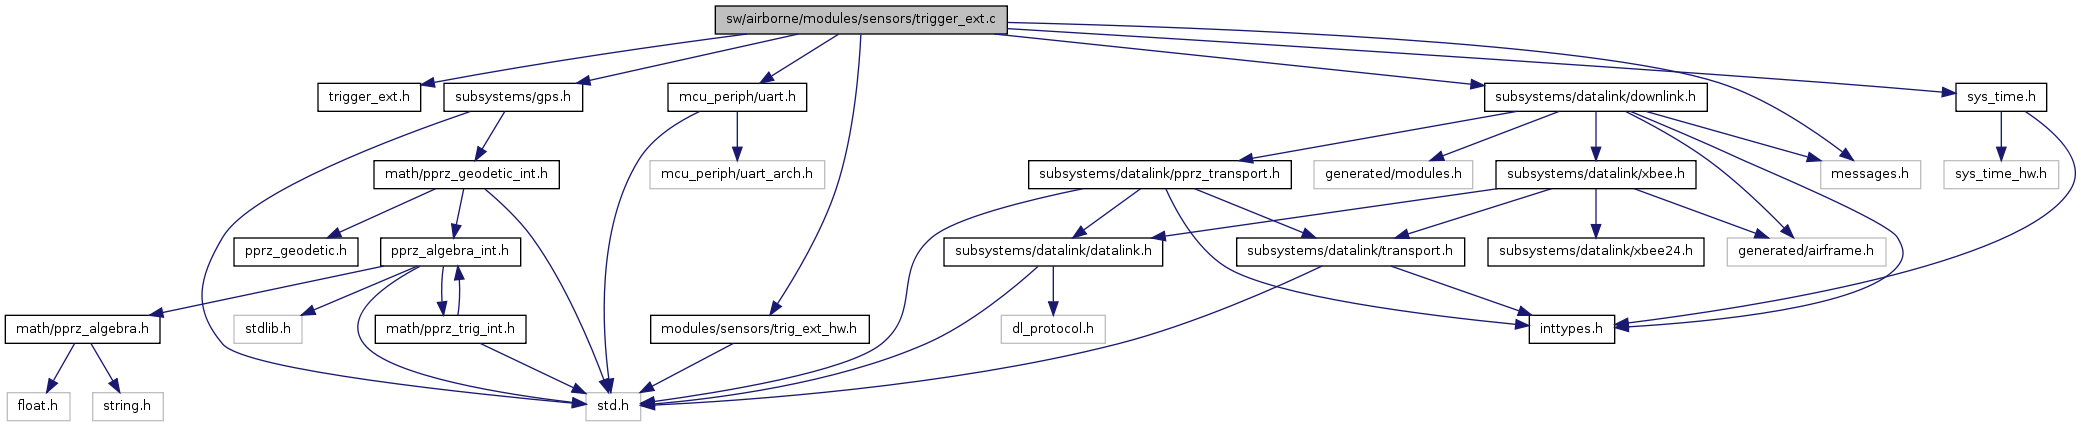 sw/airborne/modules/sensors/trigger_ext.c
trigger_ext.h
subsystems/gps.h
mcu_periph/uart.h
subsystems/datalink/downlink.h
sys_time.h
math/pprz_geodetic_int.h
mcu_periph/uart_arch.h
subsystems/datalink/pprz_transport.h
generated/modules.h
subsystems/datalink/xbee.h
messages.h
sys_time_hw.h
pprz_geodetic.h
pprz_algebra_int.h
subsystems/datalink/datalink.h
subsystems/datalink/transport.h
subsystems/datalink/xbee24.h
generated/airframe.h
math/pprz_algebra.h
stdlib.h
math/pprz_trig_int.h
modules/sensors/trig_ext_hw.h
dl_protocol.h
inttypes.h
float.h
string.h
std.h